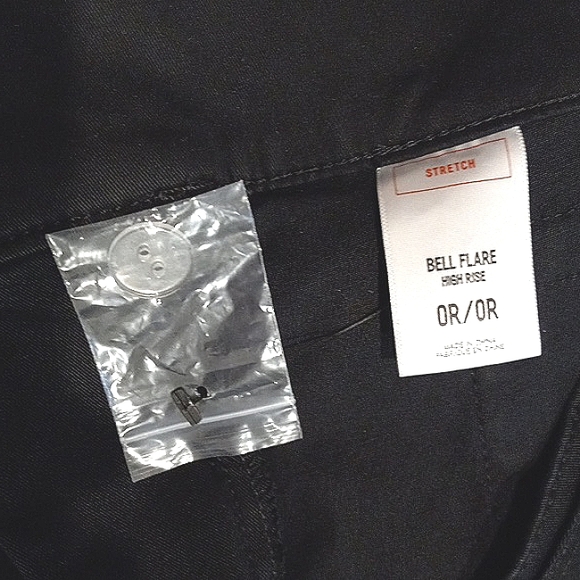 STRETCH
BELL FLARE
HIGH RISE
0R/0R
MADE IN CHINA
FABRIQUÉ EN CHINE